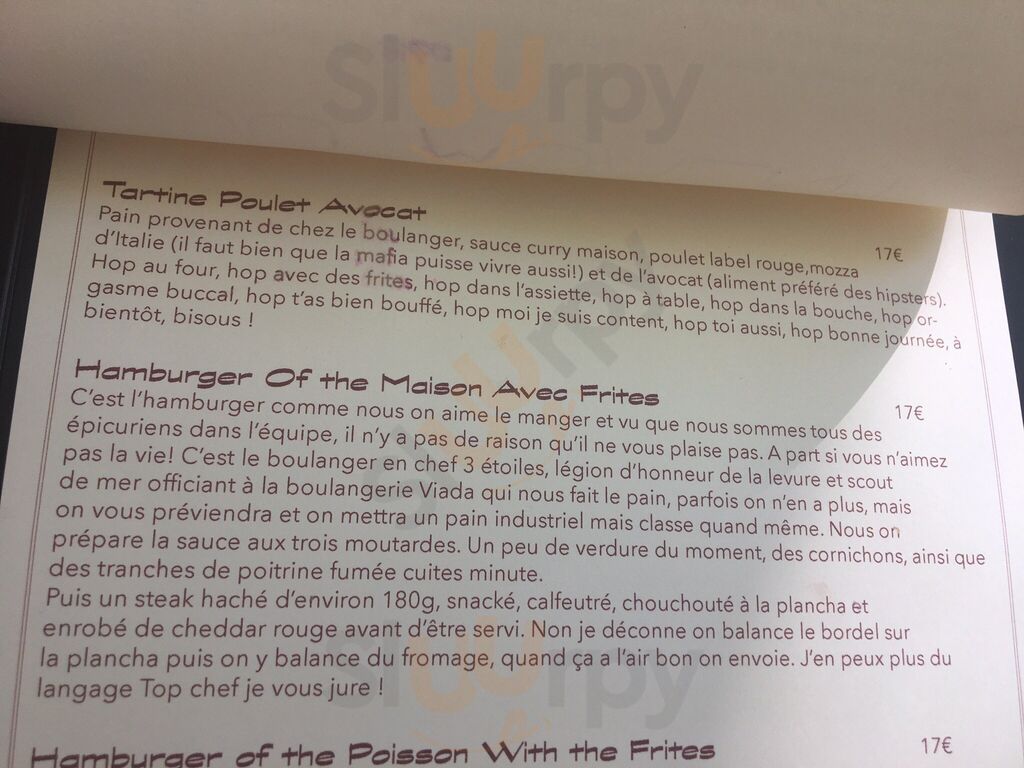 Sluurpy
Tartine Poulet Avocat
Pain provenant de chez le boulanger, sauce curry maison, poulet label rouge,mozza 17€
d'Italie (il faut bien que la mafia puisse vivre aussi!) et de l'avocat (aliment préféré des hipsters).
Hop au four, hop avec des frites, hop dans l'assiette, hop à table, hop dans la bouche, hop or-
gasme buccal, hop t'as bien bouffé, hop moi je suis content, hop toi aussi, hop bonne journée, à
bientôt, bisous !
Sluurpy
Hamburger Of the Maison Avec Frites
C'est l'hamburger comme nous on aime le manger et vu que nous sommes tous des 17€
épicuriens dans l'équipe, il n'y a pas de raison qu'il ne vous plaise pas. A part si vous n'aimez
pas la vie! C'est le boulanger en chef 3 étoiles, légion d'honneur de la levure et scout
de mer officiant à la boulangerie Viada qui nous fait le pain, parfois on n'en a plus, mais
on vous préviendra et on mettra un pain industriel mais classe quand même. Nous on
prépare la sauce aux trois moutardes. Un peu de verdure du moment, des cornichons, ainsi que
des tranches de poitrine fumée cuites minute.
Puis un steak haché d'environ 180g, snacké, calfeutré, chouchouté à la plancha et
enrobé de cheddar rouge avant d'être servi. Non je déconne on balance le bordel sur
la plancha puis on y balance du fromage, quand ça a l'air bon on envoie. J'en peux plus du
langage Top chef je vous jure !
Sluurpy
Hamburger of the Poisson With the Frites 17€